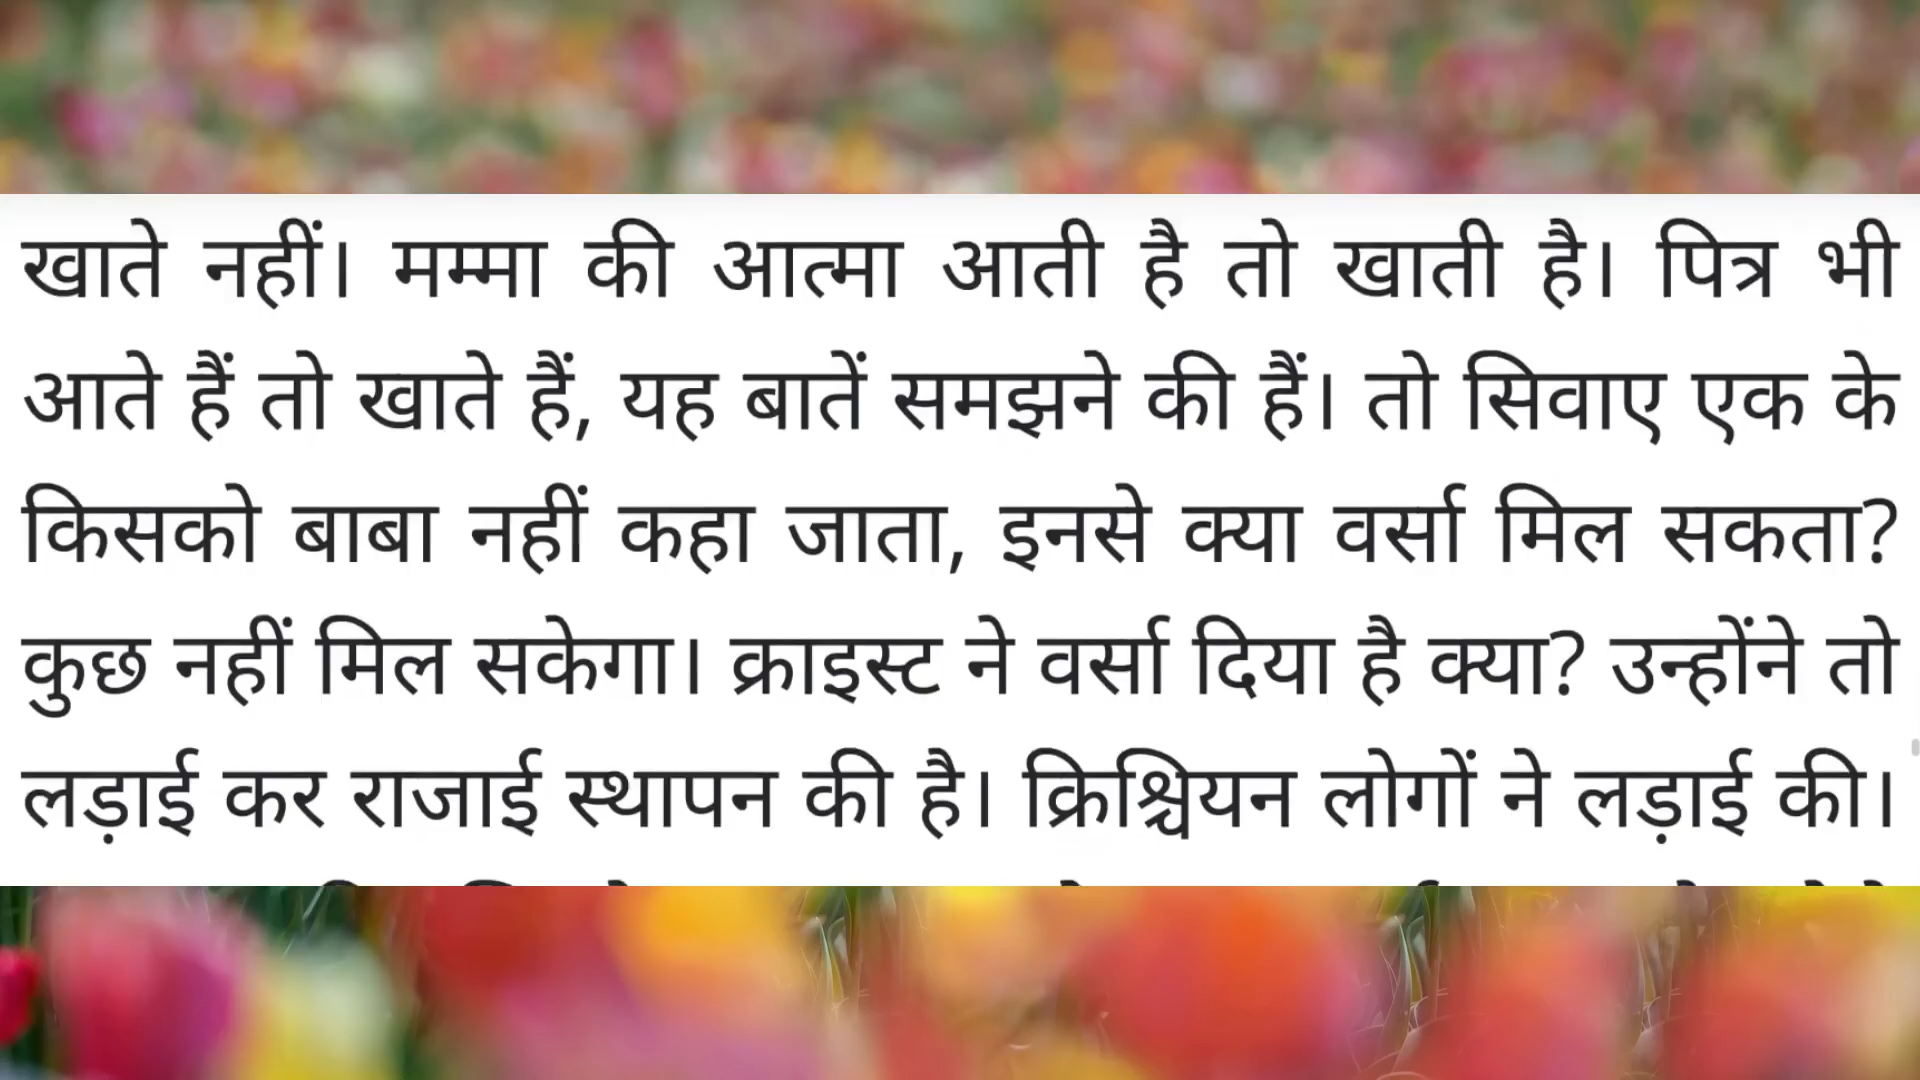 खाते नहीं। मम्मा की आत्मा आती है तो खाती है। पित्र भी
आते हैं तो खाते हैं, यह बातें समझने की हैं। तो सिवाए एक के
किसको बाबा नहीं कहा जाता, इनसे क्या वर्सा मिल सकता?
कुछ नहीं मिल सकेगा। क्राइस्ट ने वर्सा दिया है क्या? उन्होंने तो
लड़ाई कर राजाई स्थापन की है। क्रिश्चियन लोगों ने लड़ाई की।